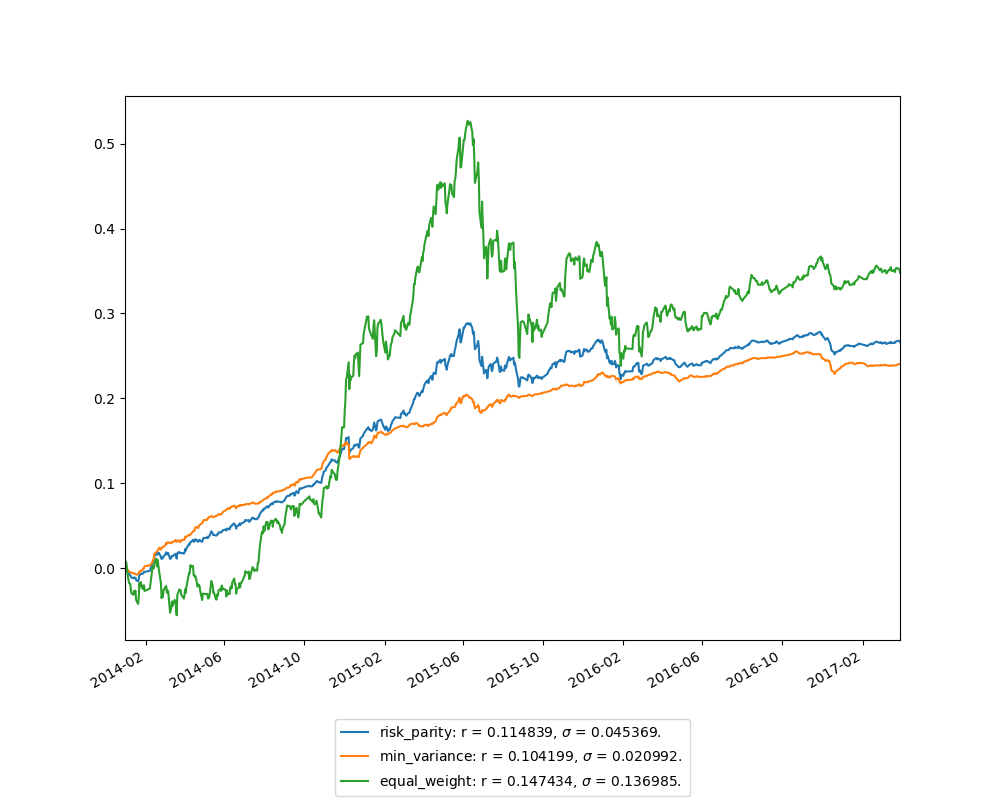 0.5
0.4
0.3
0.2
0.1
0.0
2014-02 2014-06 2014-10 2015-02 2015-06 2015-10 2016-02 2016-06 2016-10 2017-02
risk_parity: r = 0.114839, σ = 0.045369.
min_variance: r = 0.104199, σ = 0.020992.
equal_weight: r = 0.147434, σ = 0.136985.